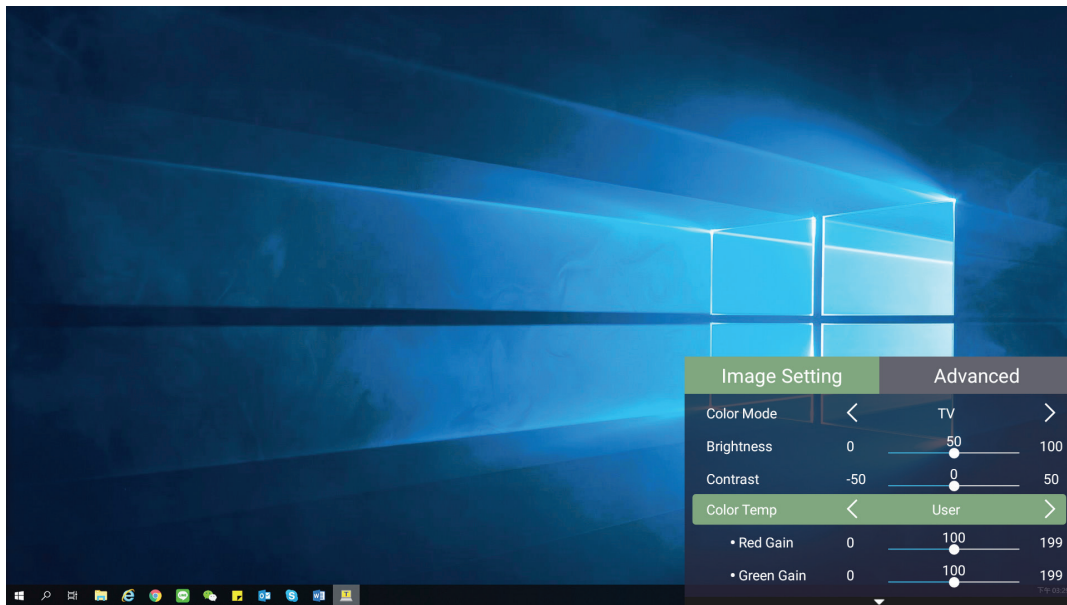 Image Setting Advanced
Color Mode TV
Brightness 0 50 100
Contrast -50 0 50
Color Temp User
• Red Gain 0 100 199
• Green Gain 0 100 199